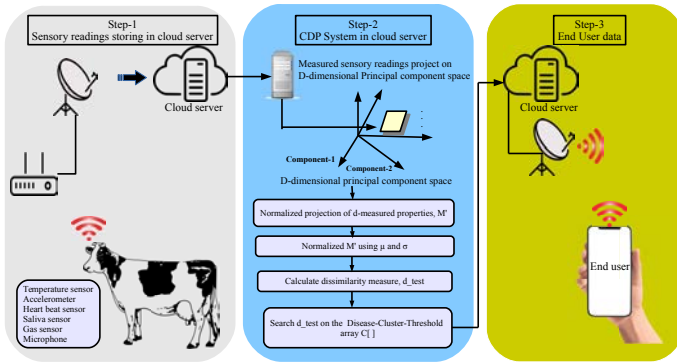 Step-1
Sensory readings storing in cloud server
Cloud server
Temperature sensor
Accelerometer
Heart beat sensor
Saliva sensor
Gas sensor
Microphone
Step-2
CDP System in cloud server
Measured sensory readings project on
D-dimensional Principal component space
Component-1
Component-2
D-dimensional principal component space
Normalized projection of d-measured properties, M'
Normalized M' using μ and σ
Calculate dissimilarity measure, d_test
Search d_test on the Disease-Cluster-Threshold
array C[ ]
Step-3
End User data
Cloud server
End user